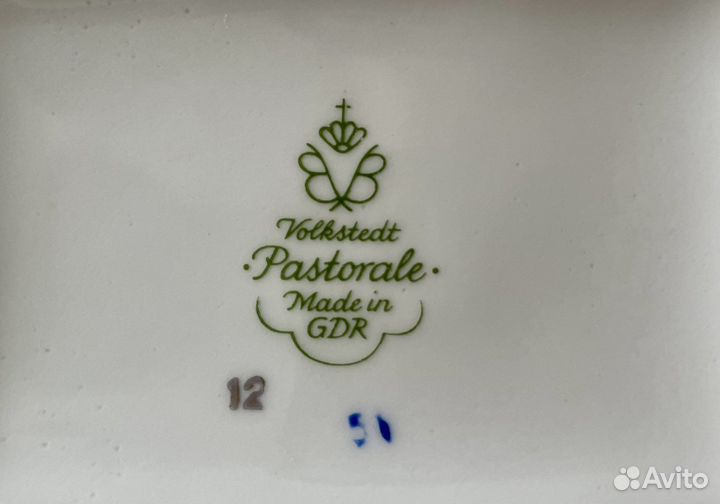 Volkstedt
·Pastorale·
Made in
GDR
12
51
Avito